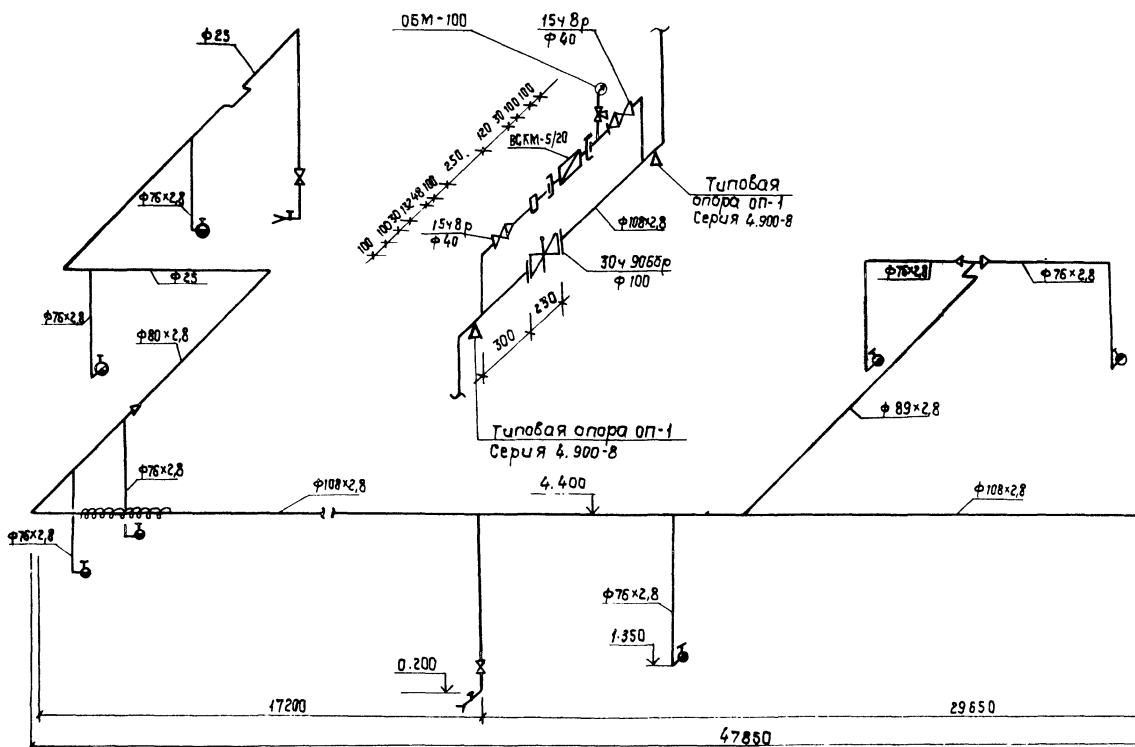 ОБМ-100
15ч 8р
Ф 40
Ф 25
100 100 30 132 48 100 250. 120 30 100 100
ВСКМ-5/20
Типовая
опора ОП-1
Серия 4.900-8
Ф76×2,8
15ч 8р
Ф 40
Ф108×2,8
30ч 906бр
Ф 100
Ф 25
Ф76×2,8
Ф76×2,8
Ф76×2,8
Ф80×2,8
300
230
Ф 89×2,8
Типовая опора ОП-1
Серия 4.900-8
Ф76×2,8
Ф108×2,8
4.400
Ф108×2,8
Ф76×2,8
Ф76×2,8
1.350
0.200
17200
29650
47850